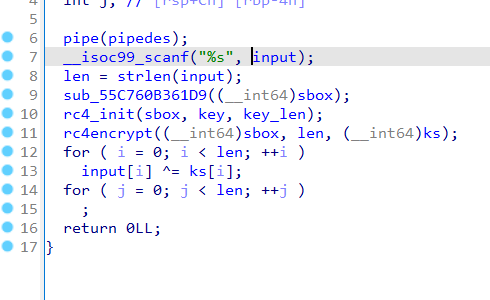 4 int j; // [rsp+Ch] [rbp-4h]
5
6 pipe(pipedes);
7 __isoc99_scanf("%s", input);
8 len = strlen(input);
9 sub_55C760B361D9((__int64)sbox);
10 rc4_init(sbox, key, key_len);
11 rc4encrypt((__int64)sbox, len, (__int64)ks);
12 for ( i = 0; i < len; ++i )
13 input[i] ^= ks[i];
14 for ( j = 0; j < len; ++j )
15 ;
16 return 0LL;
17 }